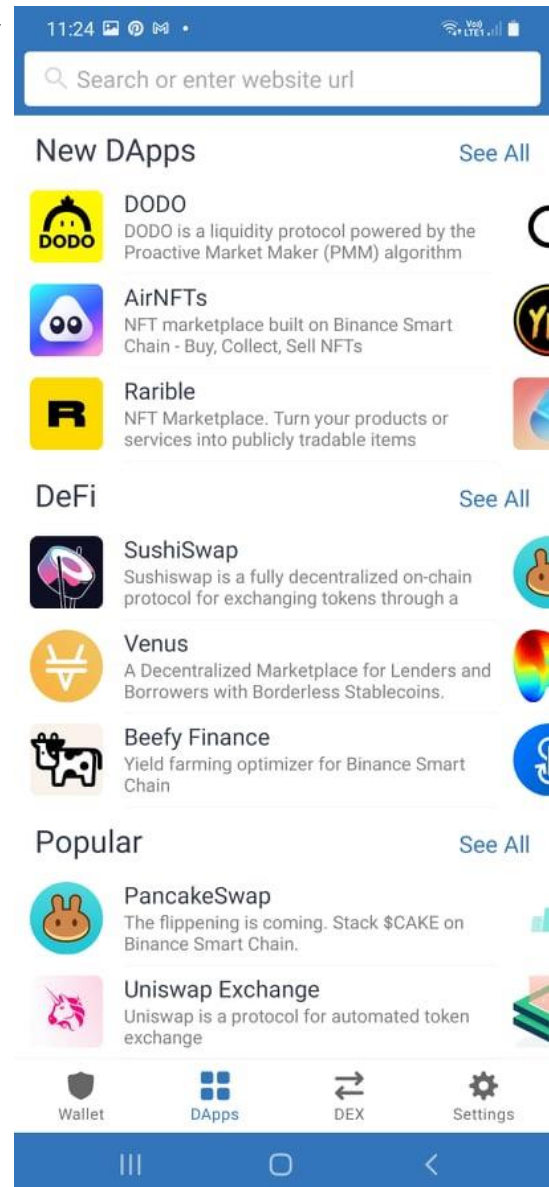 11:24
Search or enter website url
New DApps
See All
DODO
DODO
DODO is a liquidity protocol powered by the
Proactive Market Maker (PMM) algorithm
AirNFTs
NFT marketplace built on Binance Smart
Chain - Buy, Collect, Sell NFTs
R
Rarible
NFT Marketplace. Turn your products or
services into publicly tradable items
DeFi
See All
SushiSwap
Sushiswap is a fully decentralized on-chain
protocol for exchanging tokens through a
Venus
A Decentralized Marketplace for Lenders and
Borrowers with Borderless Stablecoins.
Beefy Finance
Yield farming optimizer for Binance Smart
Chain
Popular
See All
PancakeSwap
The flippening is coming. Stack $CAKE on
Binance Smart Chain.
Uniswap Exchange
Uniswap is a protocol for automated token
exchange
Wallet
DApps
DEX
Settings